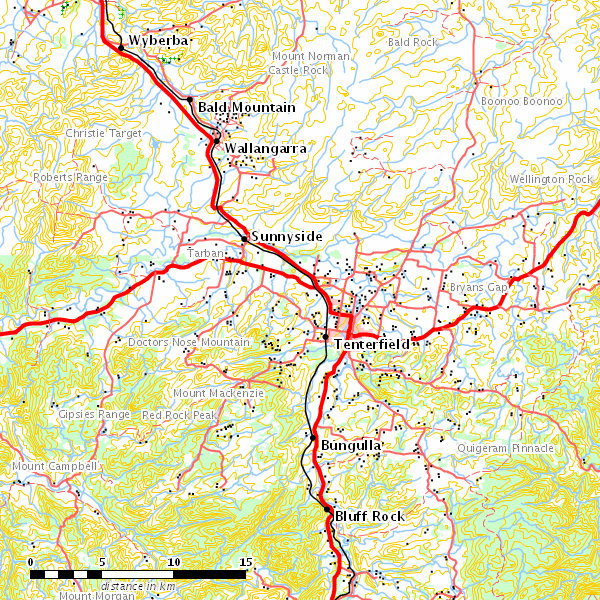 Wyberba
Bald Rock
Mount Norman
Castle Rock
Bald Mountain
Boonoo Boonoo
Christie Target
Wallangarra
Roberts Range
Wellington Rock
Sunnyside
Tarban
Bryans Gap
Doctors Nose Mountain
Tenterfield
Mount Mackenzie
Gipsies Range
Red Rock Peak
Bungulla
Quigeram Pinnacle
Mount Campbell
Bluff Rock
0 5 10 15
distance in km
Mount Morgan